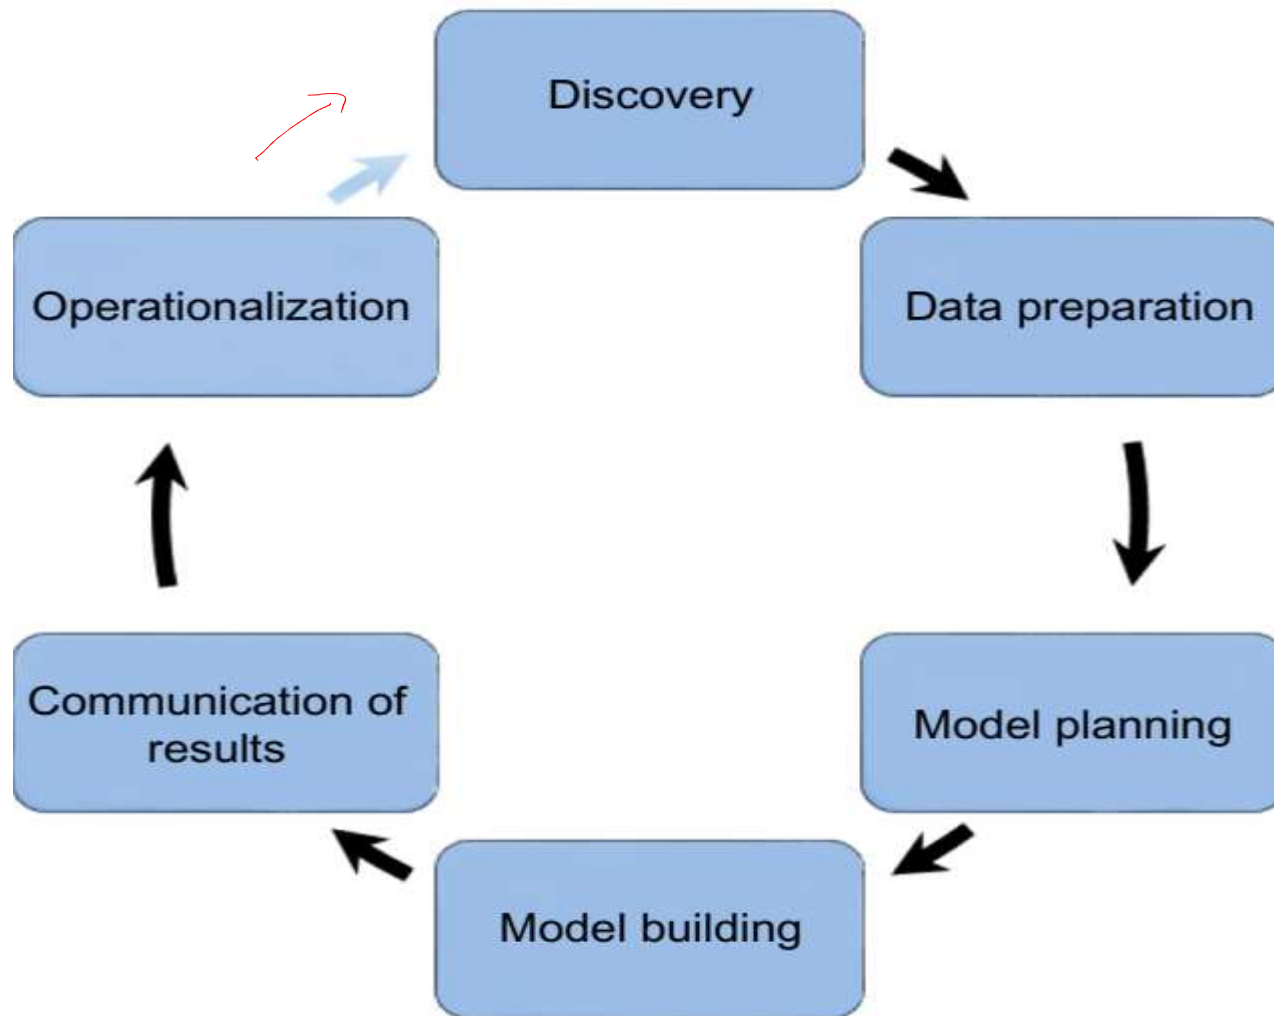 Discovery
Data preparation
Model planning
Model building
Communication of
results
Operationalization